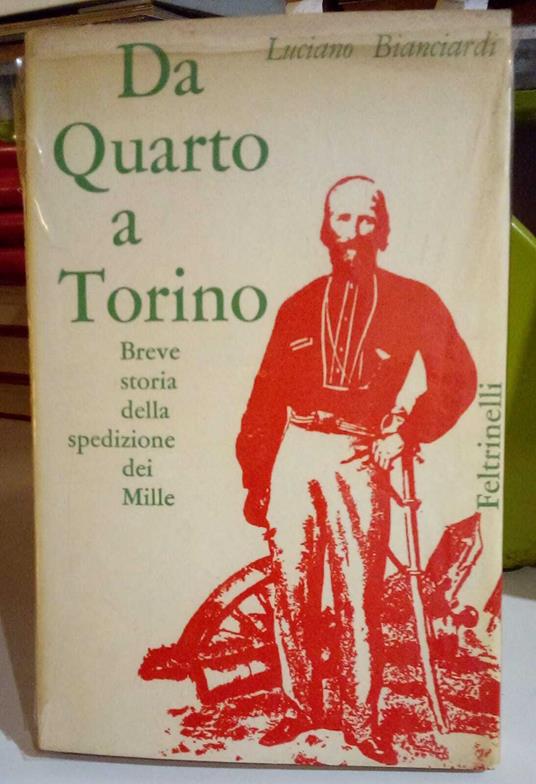 Luciano Bianciardi
Da
Quarto
a
Torino
Breve
storia
della
spedizione
dei
Mille
Feltrinelli